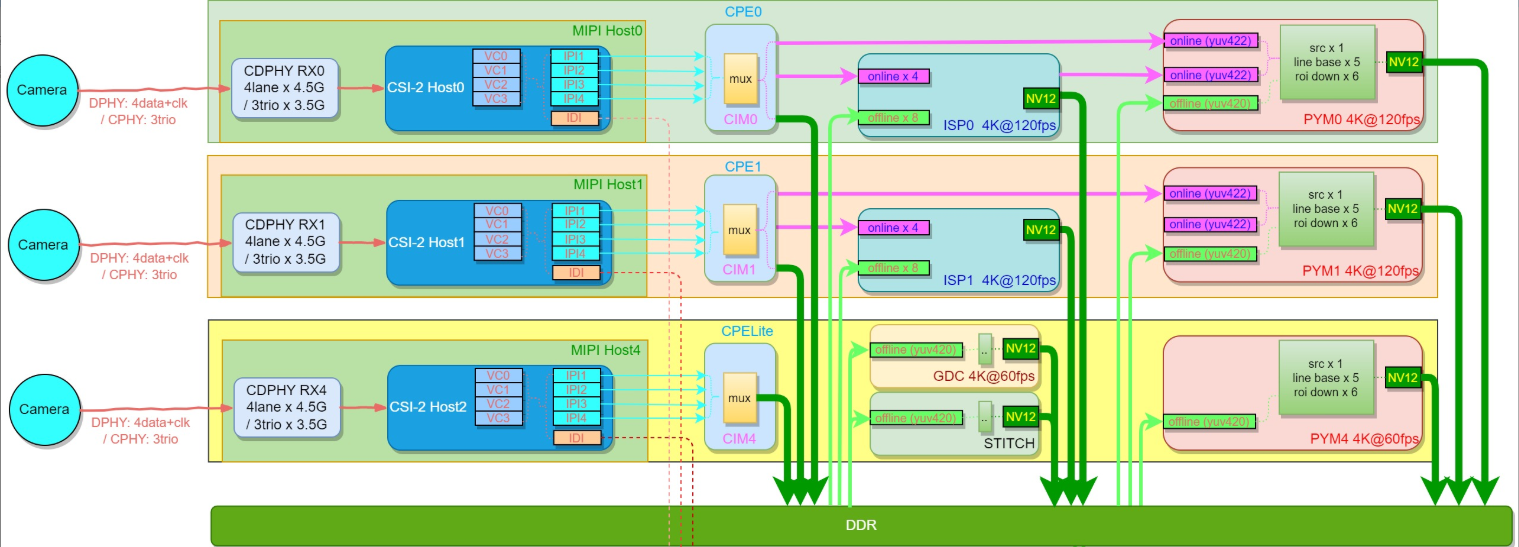 CPE0
MIPI Host0
Camera
DPHY: 4data+clk
/ CPHY: 3trio
CDPHY RX0
4lane x 4.5G
/ 3trio x 3.5G
CSI-2 Host0
VC0
VC1
VC2
VC3
IPI1
IPI2
IPI3
IPI4
IDI
mux
CIM0
online x 4
offline x 8
NV12
ISP0 4K@120fps
online (yuv422)
online (yuv422)
offline (yuv420)
src x 1
line base x 5
roi down x 6
NV12
PYM0 4K@120fps
CPE1
MIPI Host1
Camera
DPHY: 4data+clk
/ CPHY: 3trio
CDPHY RX1
4lane x 4.5G
/ 3trio x 3.5G
CSI-2 Host1
VC0
VC1
VC2
VC3
IPI1
IPI2
IPI3
IPI4
IDI
mux
CIM1
online x 4
offline x 8
NV12
ISP1 4K@120fps
online (yuv422)
online (yuv422)
offline (yuv420)
src x 1
line base x 5
roi down x 6
NV12
PYM1 4K@120fps
CPELite
MIPI Host4
Camera
DPHY: 4data+clk
/ CPHY: 3trio
CDPHY RX4
4lane x 4.5G
/ 3trio x 3.5G
CSI-2 Host2
VC0
VC1
VC2
VC3
IPI1
IPI2
IPI3
IPI4
IDI
mux
CIM4
offline (yuv420)
..
NV12
GDC 4K@60fps
offline (yuv420)
..
NV12
STITCH
offline (yuv420)
src x 1
line base x 5
roi down x 6
NV12
PYM4 4K@60fps
DDR